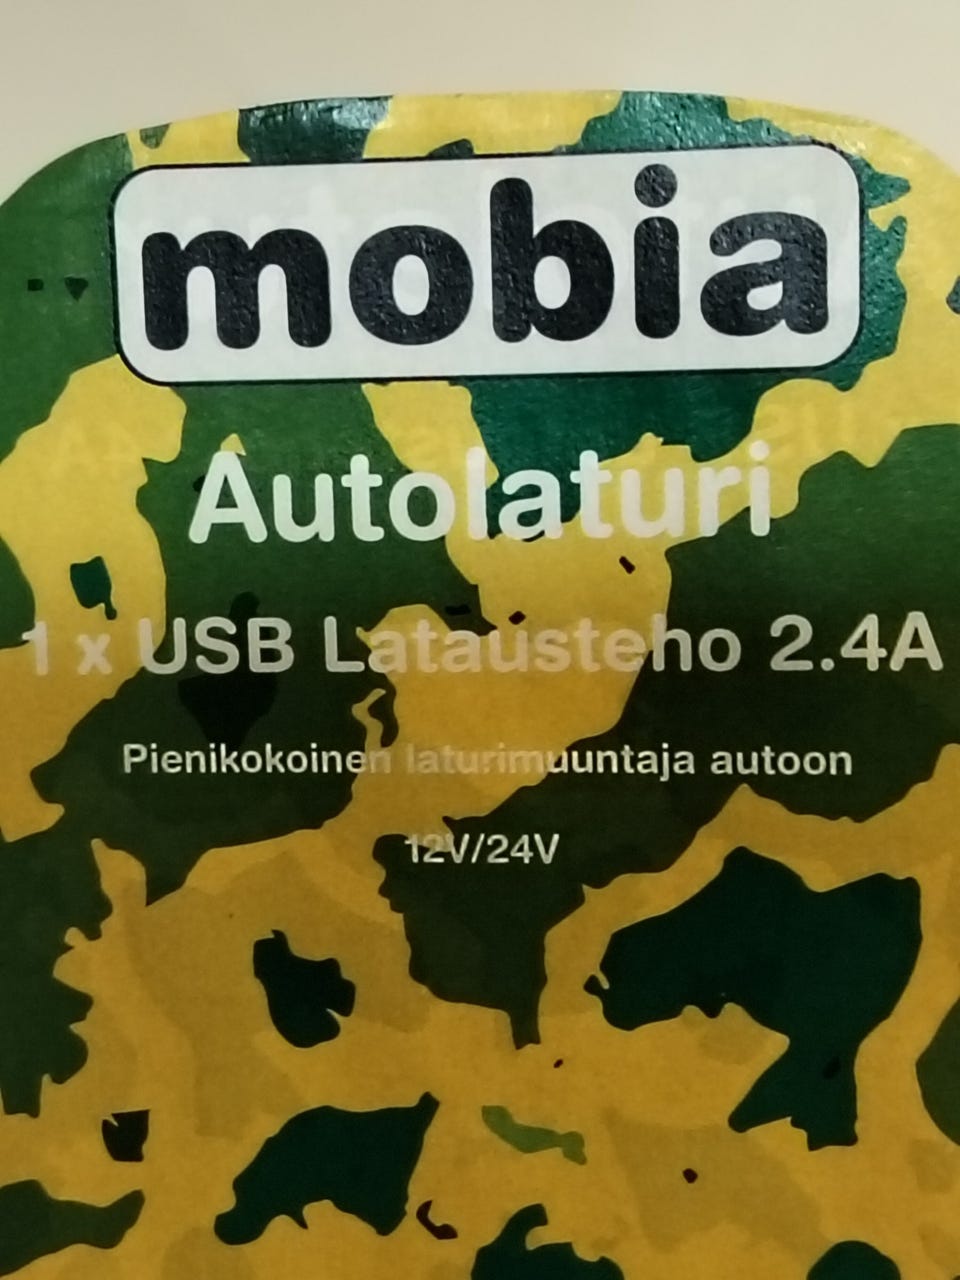 mobia
Autolaturi
1 x USB Latausteho 2.4A
Pienikokoinen laturimuuntaja autoon
12V/24V